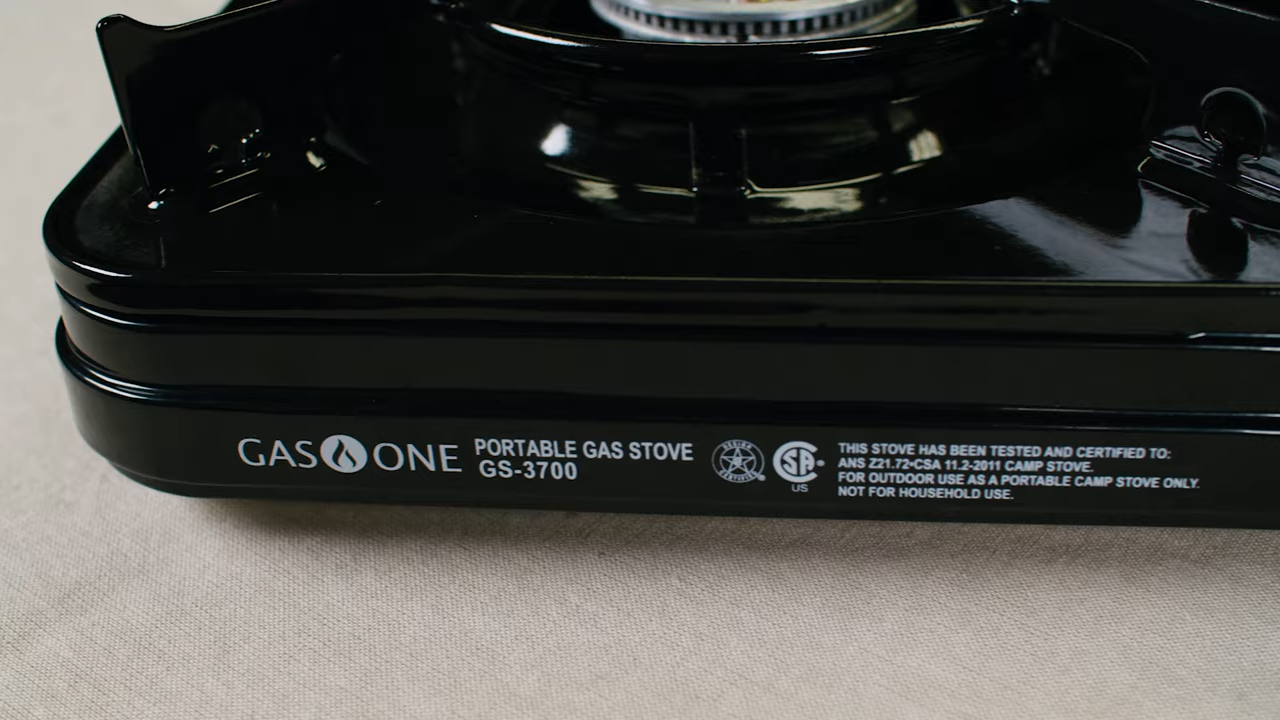 GAS ONE
PORTABLE GAS STOVE
GS-3700
DESIGN
CERTIFIED
®
SA
US
THIS STOVE HAS BEEN TESTED AND CERTIFIED TO:
ANS Z21.72•CSA 11.2-2011 CAMP STOVE.
FOR OUTDOOR USE AS A PORTABLE CAMP STOVE ONLY.
NOT FOR HOUSEHOLD USE.